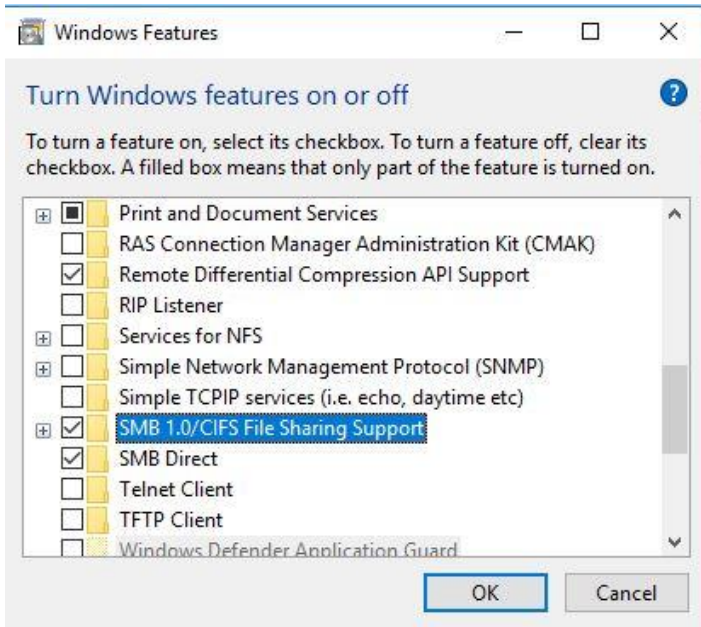 Windows Features
Turn Windows features on or off
To turn a feature on, select its checkbox. To turn a feature off, clear its
checkbox. A filled box means that only part of the feature is turned on.
Print and Document Services
RAS Connection Manager Administration Kit (CMAK)
Remote Differential Compression API Support
RIP Listener
Services for NFS
Simple Network Management Protocol (SNMP)
Simple TCPIP services (i.e. echo, daytime etc)
SMB 1.0/CIFS File Sharing Support
SMB Direct
Telnet Client
TFTP Client
Windows Defender Application Guard
OK Cancel